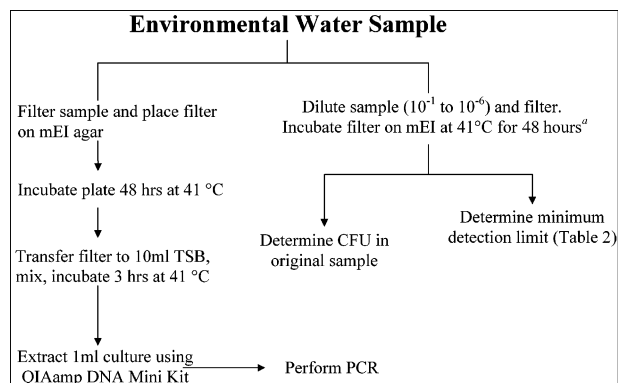 Environmental Water Sample
Filter sample and place filter
on mEI agar
Incubate plate 48 hrs at 41 °C
Transfer filter to 10ml TSB,
mix, incubate 3 hrs at 41 °C
Extract 1ml culture using
QIAamp DNA Mini Kit
Perform PCR
Dilute sample (10⁻¹ to 10⁻⁶) and filter.
Incubate filter on mEI at 41°C for 48 hoursᵃ
Determine CFU in
original sample
Determine minimum
detection limit (Table 2)